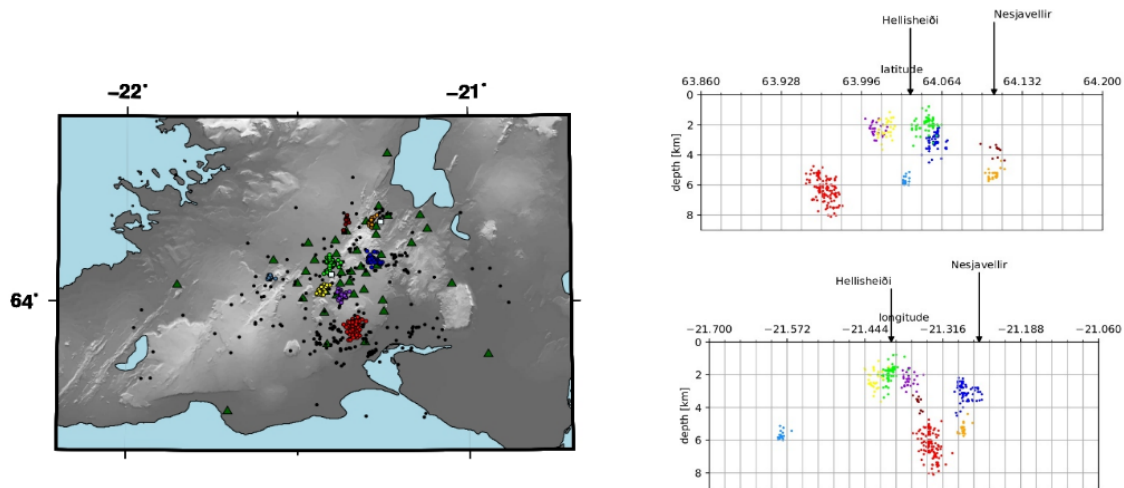 −22˚ −21˚
64˚
Nesjavellir
Hellisheiði
latitude
63.860 63.928 63.996 64.064 64.132 64.200
0
2
4
6
8
depth [km]
Nesjavellir
Hellisheiði
longitude
−21.700 −21.572 −21.444 −21.316 −21.188 −21.060
0
2
4
6
8
depth [km]
−22˚ −21˚